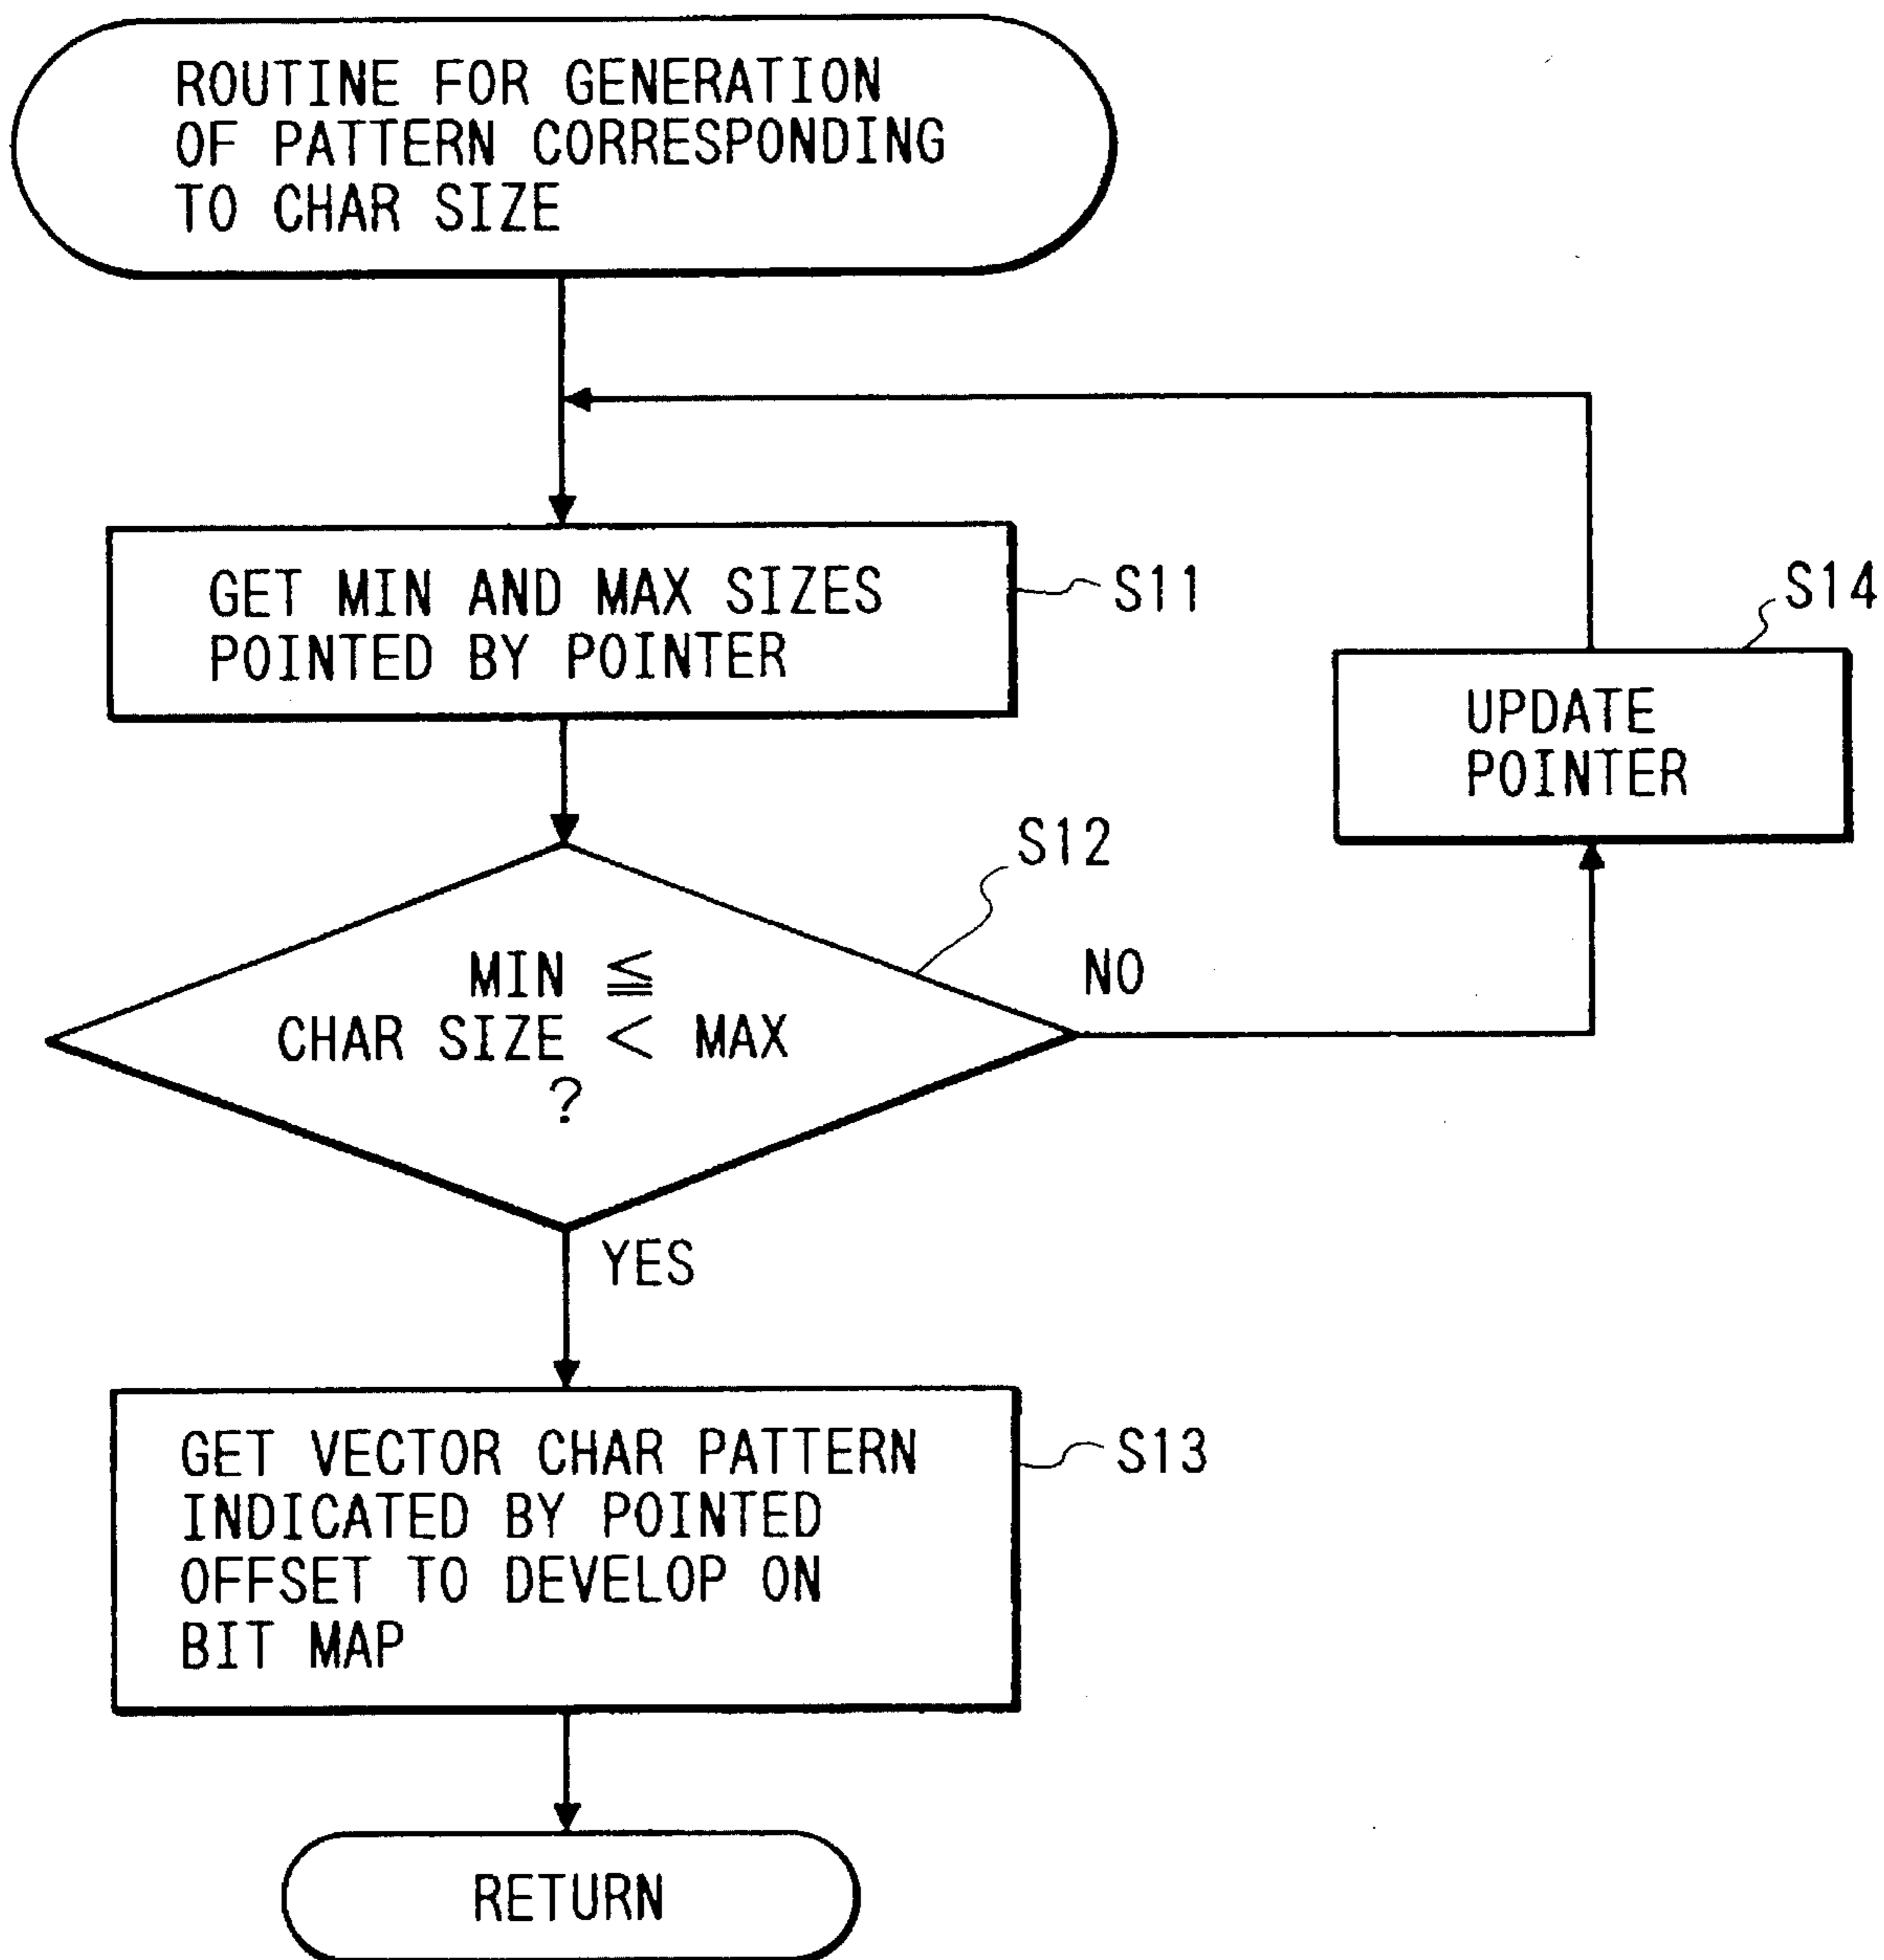 ROUTINE FOR GENERATION
OF PATTERN CORRESPONDING
TO CHAR SIZE
GET MIN AND MAX SIZES
POINTED BY POINTER
S11
S14
UPDATE
POINTER
S12
MIN ≦
CHAR SIZE < MAX
?
NO
YES
GET VECTOR CHAR PATTERN
INDICATED BY POINTED
OFFSET TO DEVELOP ON
BIT MAP
S13
RETURN